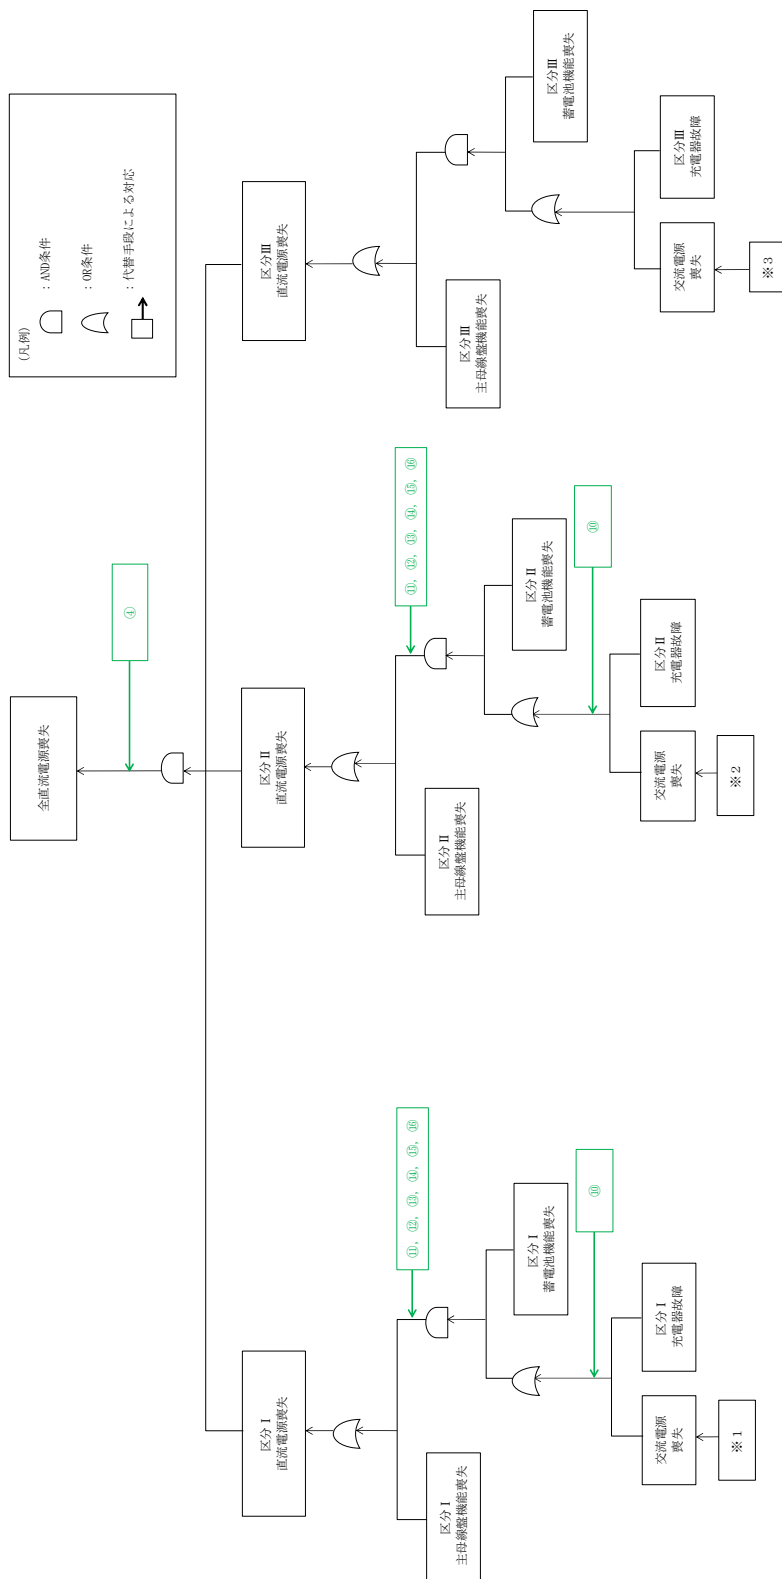 (凡例)
：AND条件
：OR条件
：代替手段による対応
全直流電源喪失
④
区分Ⅰ
直流電源喪失
区分Ⅱ
直流電源喪失
区分Ⅲ
直流電源喪失
⑪, ⑫, ⑬, ⑭, ⑮, ⑯
⑪, ⑫, ⑬, ⑭, ⑮, ⑯
区分Ⅰ
主母線盤機能喪失
区分Ⅱ
主母線盤機能喪失
区分Ⅲ
主母線盤機能喪失
区分Ⅰ
蓄電池機能喪失
区分Ⅱ
蓄電池機能喪失
区分Ⅲ
蓄電池機能喪失
⑩
⑩
交流電源
喪失
区分Ⅰ
充電器故障
交流電源
喪失
区分Ⅱ
充電器故障
交流電源
喪失
区分Ⅲ
充電器故障
※1
※2
※3